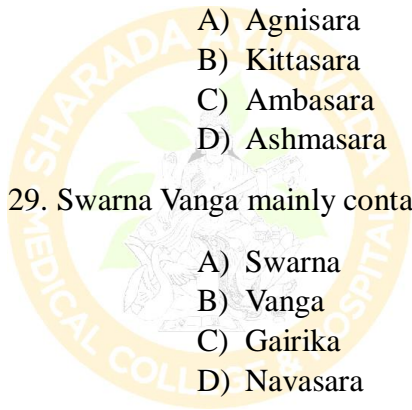 A) Agnisara
B) Kittasara
C) Ambasara
D) Ashmasara
29. Swarna Vanga mainly conta
A) Swarna
B) Vanga
C) Gairika
D) Navasara